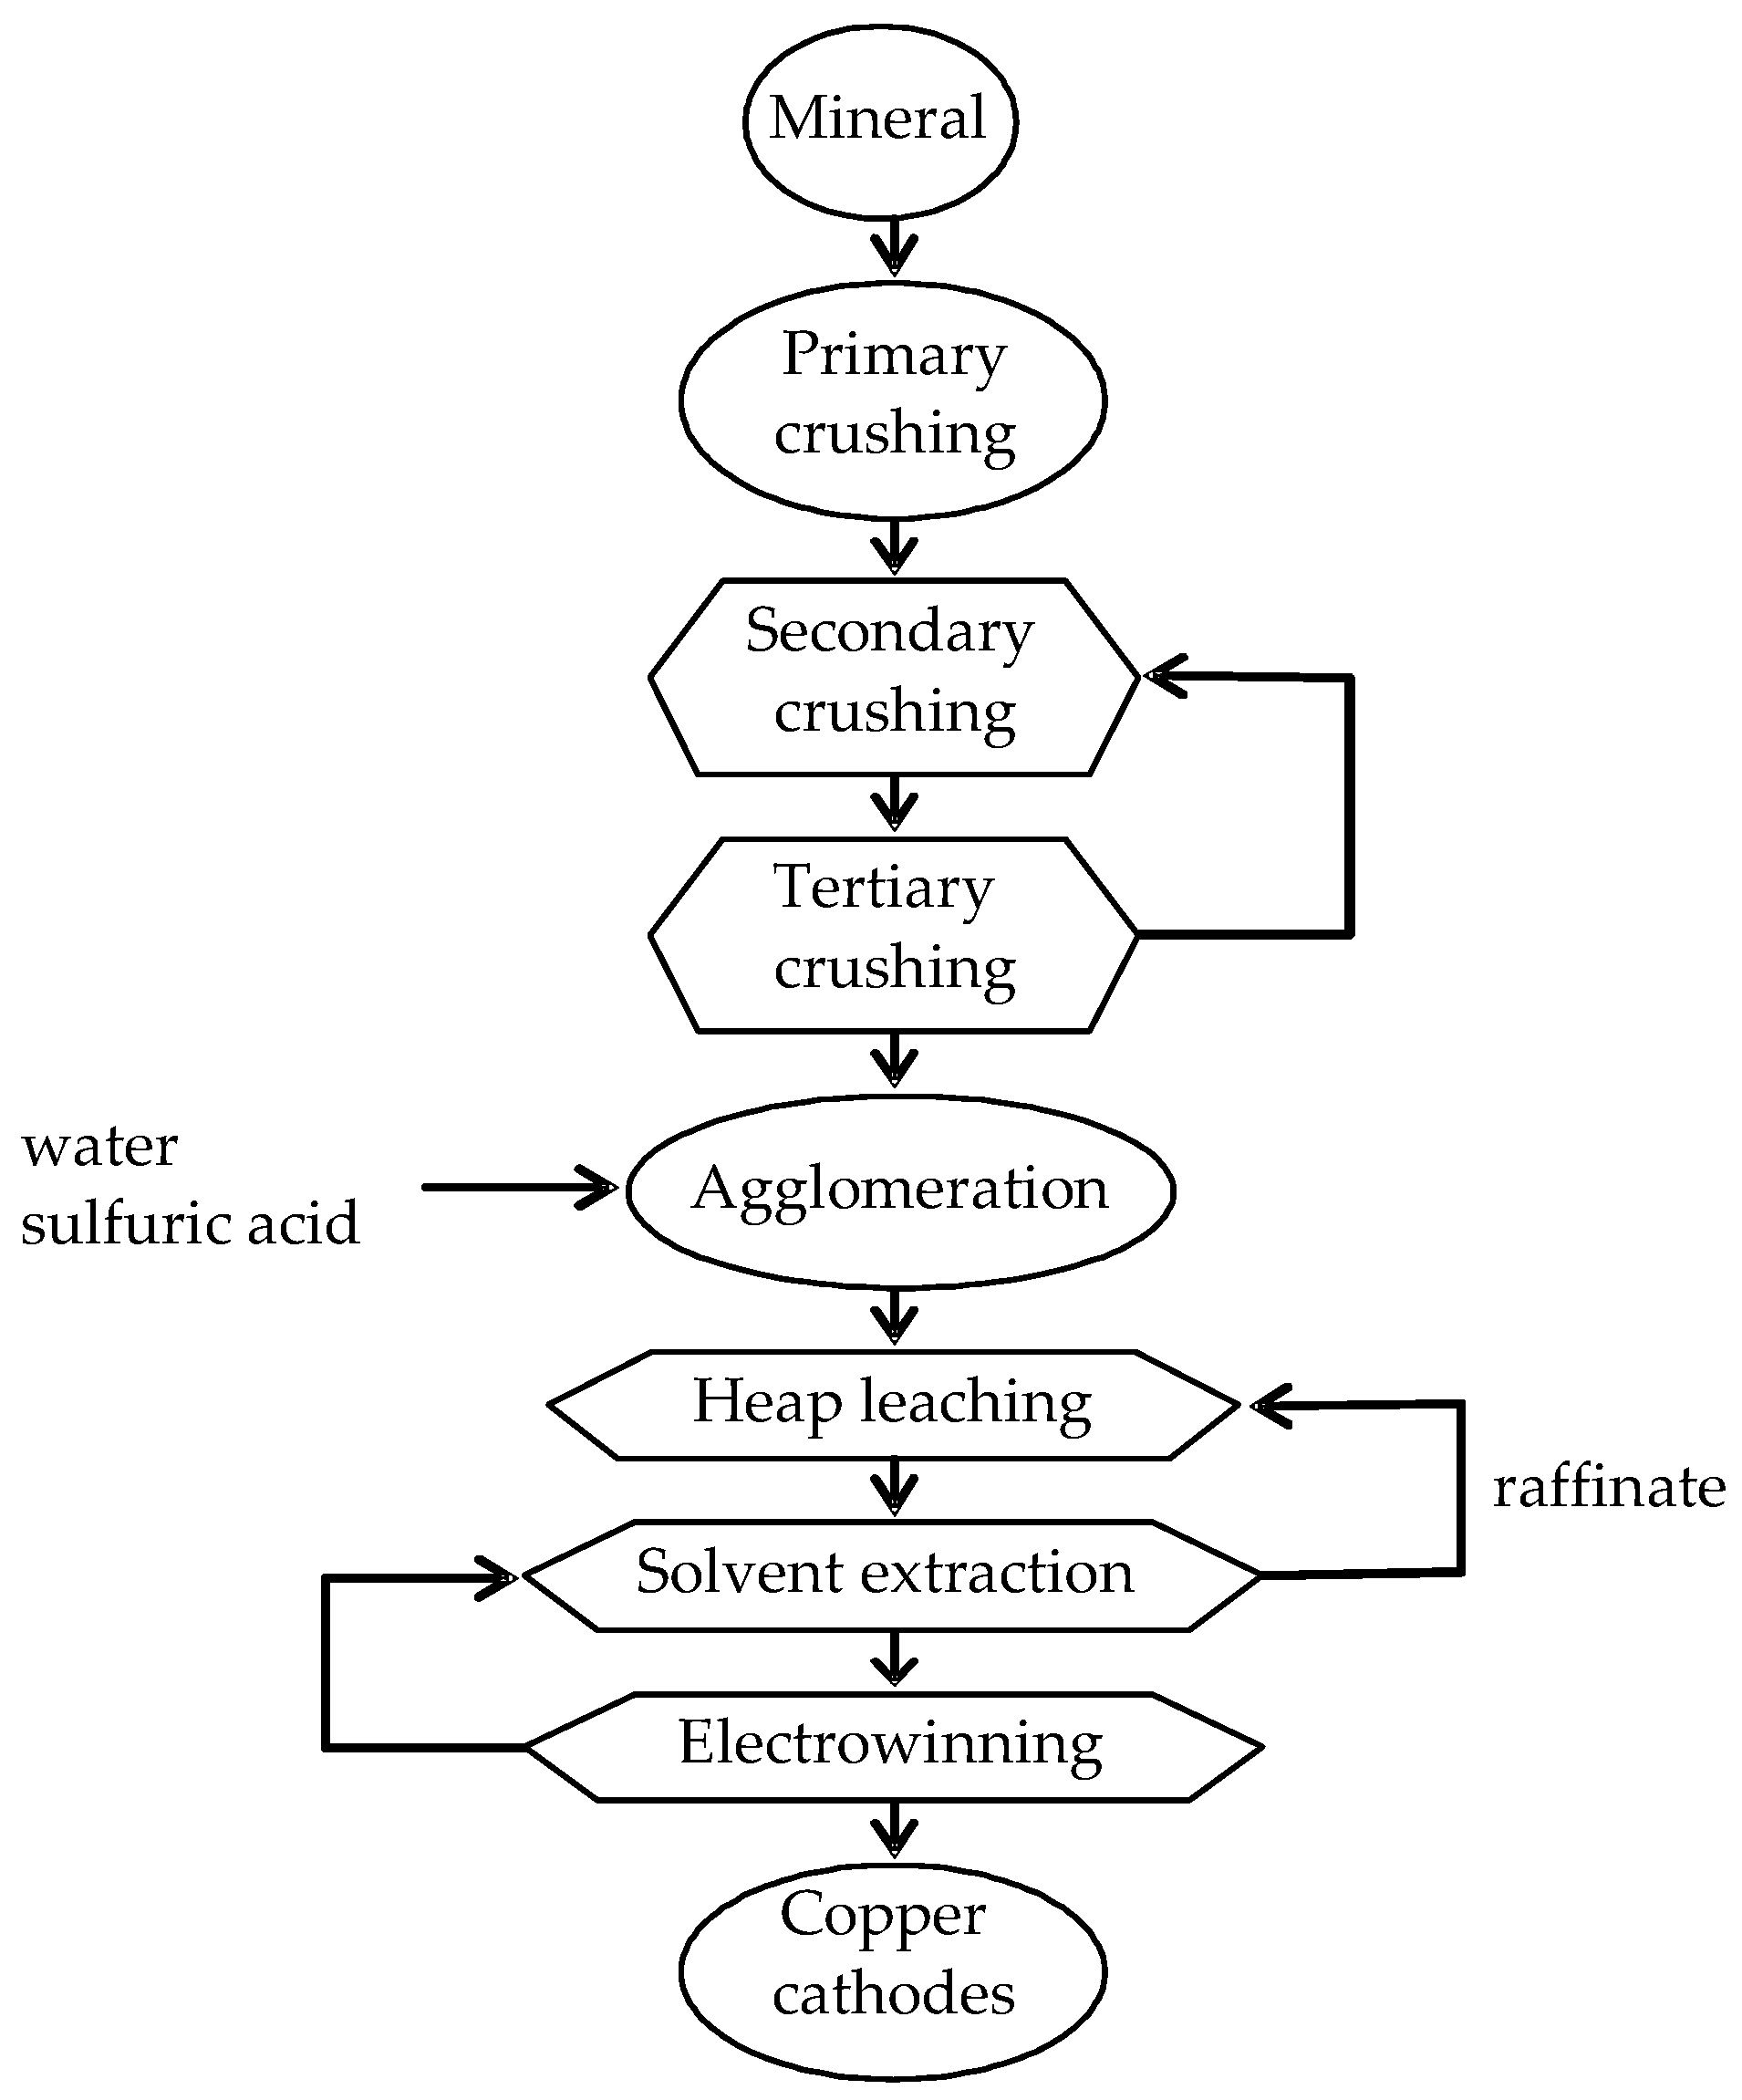 Mineral
Primary
crushing
Secondary
crushing
Tertiary
crushing
water
sulfuric acid
Agglomeration
Heap leaching
raffinate
Solvent extraction
Electrowinning
Copper
cathodes